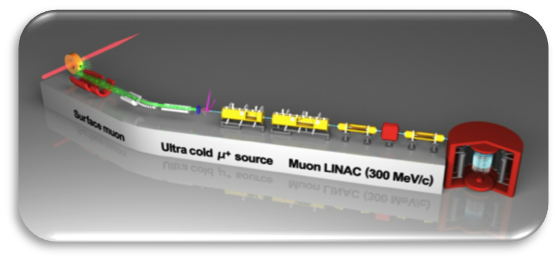 Surface muon
Ultra cold μ+ source
Muon LINAC (300 MeV/c)